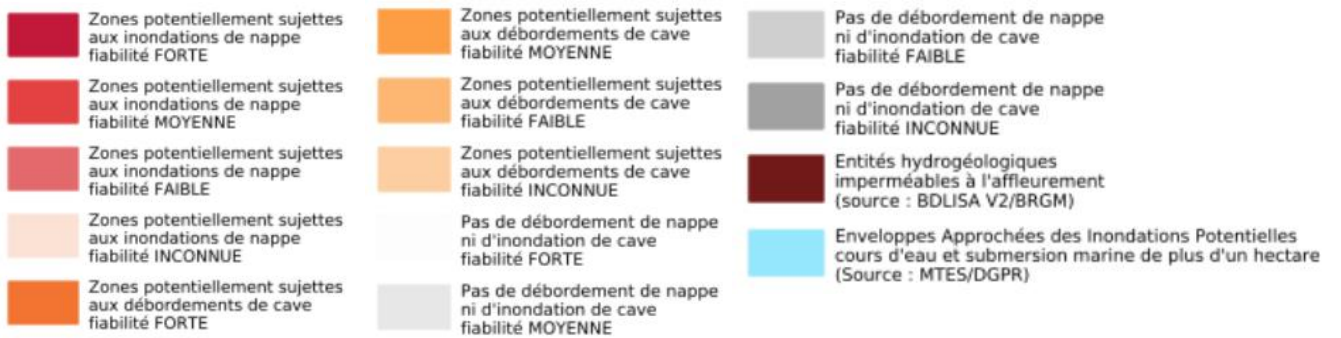 Zones potentiellement sujettes
aux inondations de nappe
fiabilité FORTE
Zones potentiellement sujettes
aux inondations de nappe
fiabilité MOYENNE
Zones potentiellement sujettes
aux inondations de nappe
fiabilité FAIBLE
Zones potentiellement sujettes
aux inondations de nappe
fiabilité INCONNUE
Zones potentiellement sujettes
aux débordements de cave
fiabilité FORTE
Zones potentiellement sujettes
aux débordements de cave
fiabilité MOYENNE
Zones potentiellement sujettes
aux débordements de cave
fiabilité FAIBLE
Zones potentiellement sujettes
aux débordements de cave
fiabilité INCONNUE
Pas de débordement de nappe
ni d'inondation de cave
fiabilité FORTE
Pas de débordement de nappe
ni d'inondation de cave
fiabilité MOYENNE
Pas de débordement de nappe
ni d'inondation de cave
fiabilité FAIBLE
Pas de débordement de nappe
ni d'inondation de cave
fiabilité INCONNUE
Entités hydrogéologiques
imperméables à l'affleurement
(source : BDLISA V2/BRGM)
Enveloppes Approchées des Inondations Potentielles
cours d'eau et submersion marine de plus d'un hectare
(Source : MTES/DGPR)